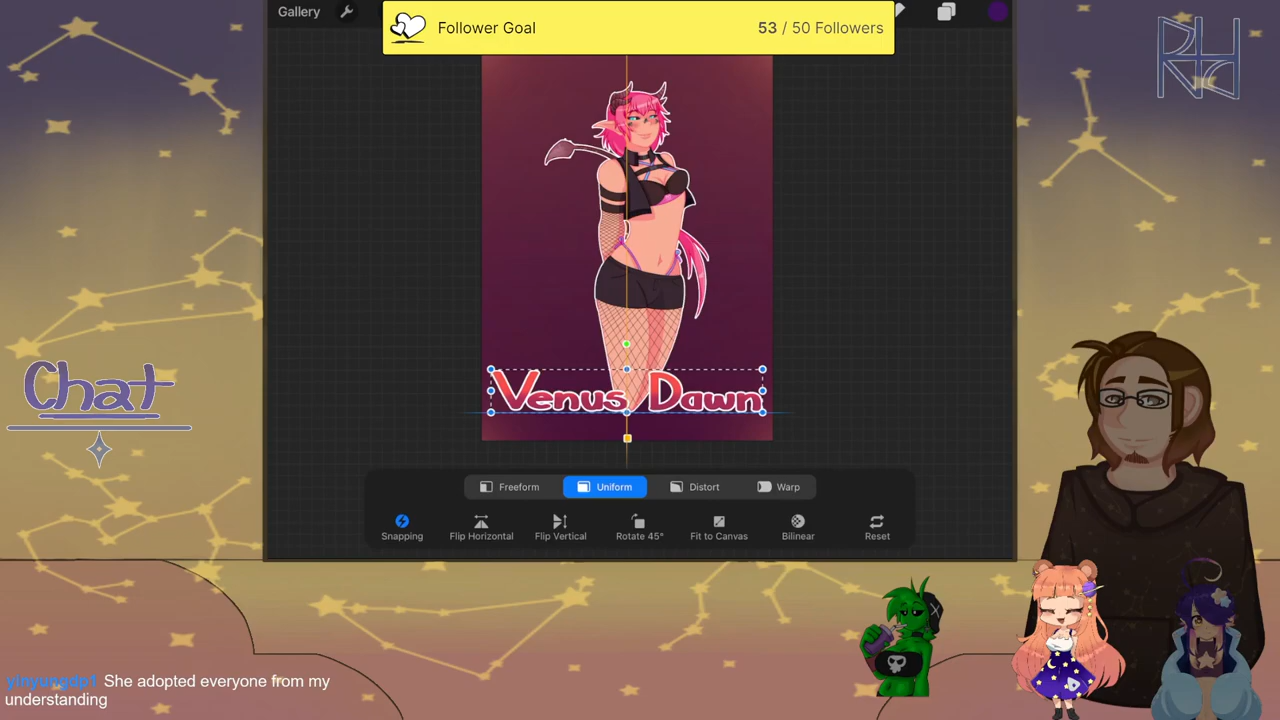 Gallery
Follower Goal
53 / 50 Followers
Venus Dawn
Freeform
Uniform
Distort
Warp
Snapping
Flip Horizontal
Flip Vertical
Rotate 45°
Fit to Canvas
Bilinear
Reset
Chat
yinyungdp1 She adopted everyone from my
understanding